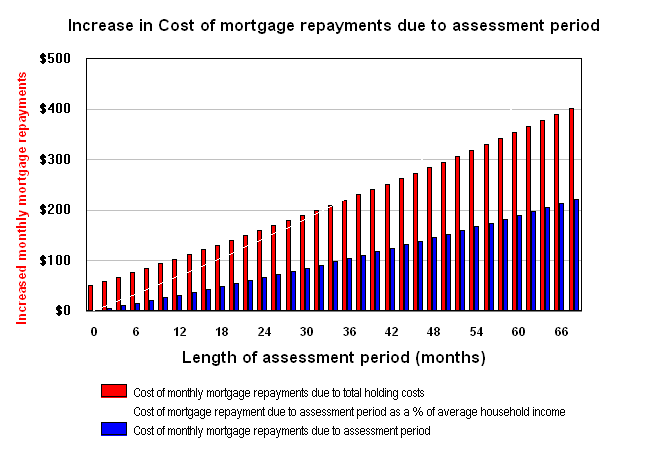 Increase in Cost of mortgage repayments due to assessment period
Increased monthly mortgage repayments
$500
$400
$300
$200
$100
$0
0 6 12 18 24 30 36 42 48 54 60 66
Length of assessment period (months)
Cost of monthly mortgage repayments due to total holding costs
Cost of mortgage repayment due to assessment period as a % of average household income
Cost of monthly mortgage repayments due to assessment period